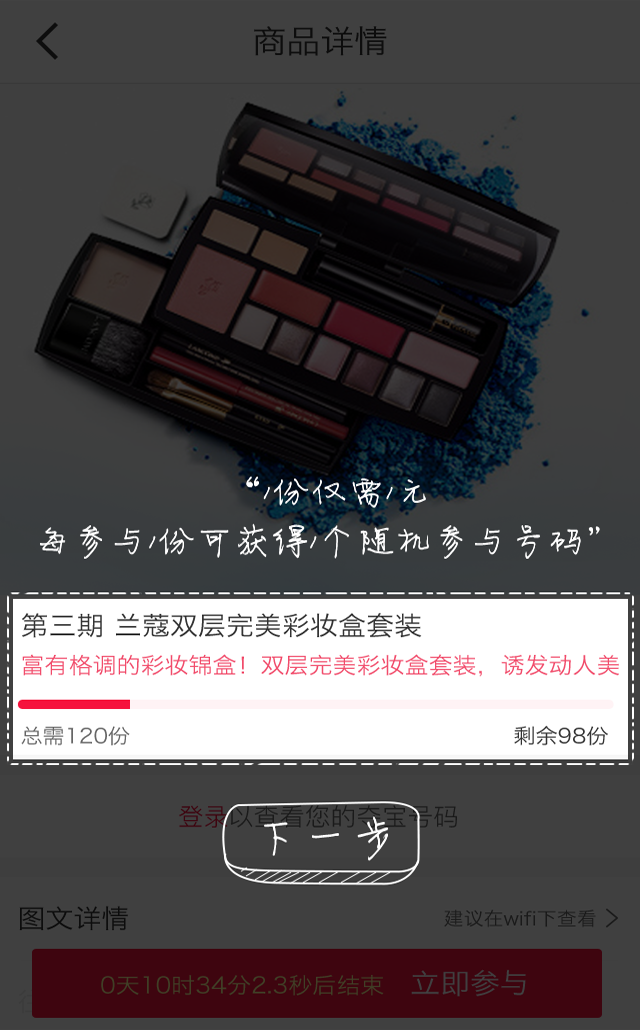 商品详情
“1份仅需1元
每参与1份可获得1个随机参与号码”
第三期 兰蔻双层完美彩妆盒套装
富有格调的彩妆锦盒！双层完美彩妆盒套装，诱发动人美
总需120份 剩余98份
登录以查看您的夺宝号码
下一步
图文详情 建议在wifi下查看
0天10时34分2.3秒后结束 立即参与